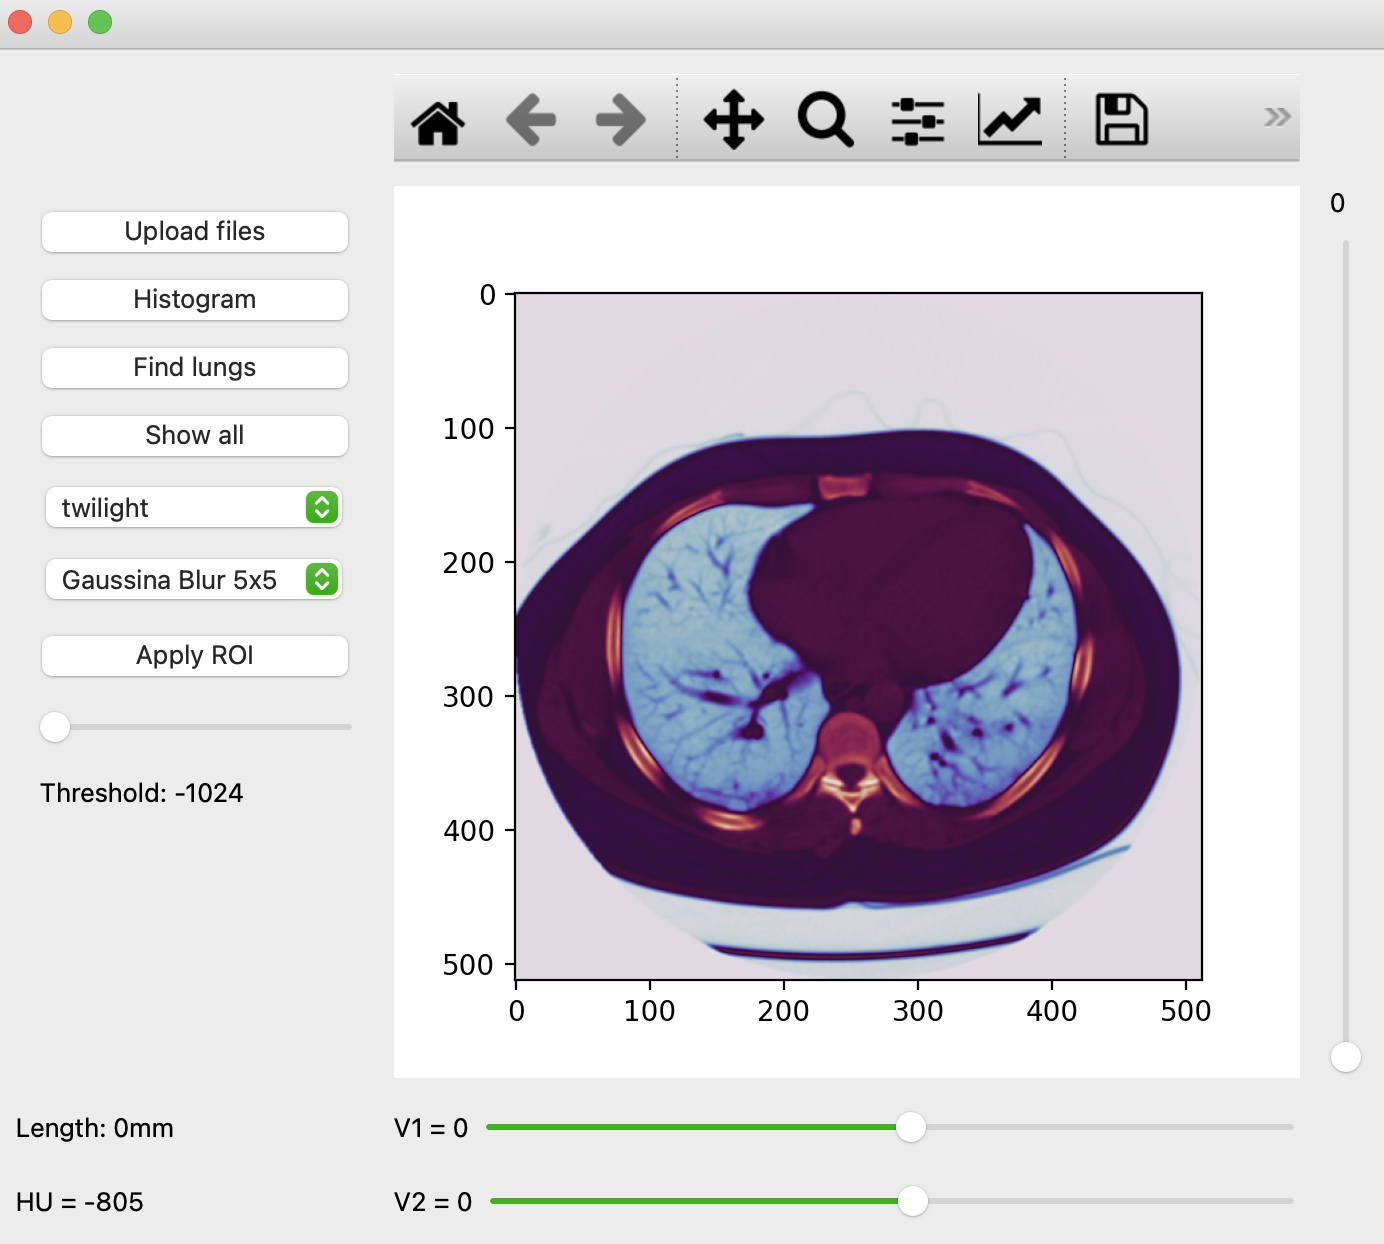 Upload files
Histogram
Find lungs
Show all
twilight
Gaussina Blur 5x5
Apply ROI
Threshold: -1024
0
0
100
200
300
400
500
0 100 200 300 400 500
Length: 0mm
V1 = 0
HU = -805
V2 = 0